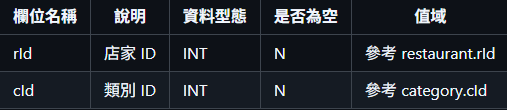 欄位名稱 說明 資料型態 是否為空 值域
rId 店家 ID INT N 參考 restaurant.rId
cId 類別 ID INT N 參考 category.cId